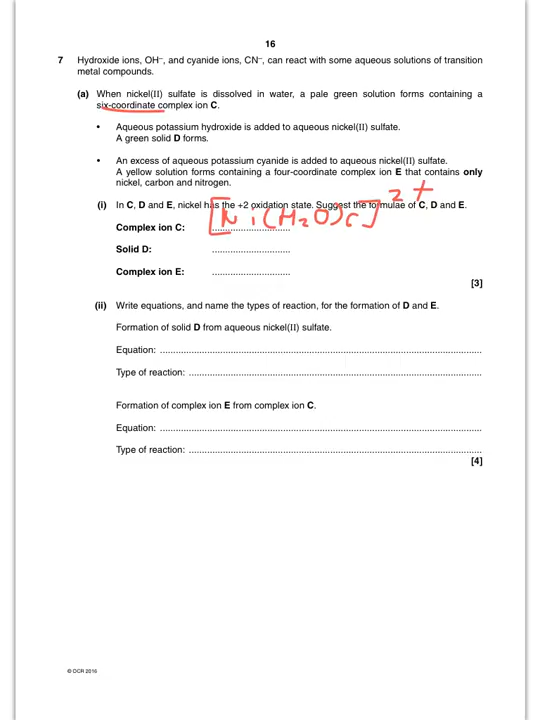 16
7 Hydroxide ions, OH⁻, and cyanide ions, CN⁻, can react with some aqueous solutions of transition
metal compounds.
(a) When nickel(II) sulfate is dissolved in water, a pale green solution forms containing a
six-coordinate complex ion C.
• Aqueous potassium hydroxide is added to aqueous nickel(II) sulfate.
A green solid D forms.
• An excess of aqueous potassium cyanide is added to aqueous nickel(II) sulfate.
A yellow solution forms containing a four-coordinate complex ion E that contains only
nickel, carbon and nitrogen.
(i) In C, D and E, nickel has the +2 oxidation state. Suggest the formulae of C, D and E.
Complex ion C: [Ni(H₂O)6]²⁺
Solid D: ..............................
Complex ion E: ..............................
[3]
(ii) Write equations, and name the types of reaction, for the formation of D and E.
Formation of solid D from aqueous nickel(II) sulfate.
Equation: ..............................
Type of reaction: ..............................
Formation of complex ion E from complex ion C.
Equation: ..............................
Type of reaction: ..............................
[4]
© OCR 2016